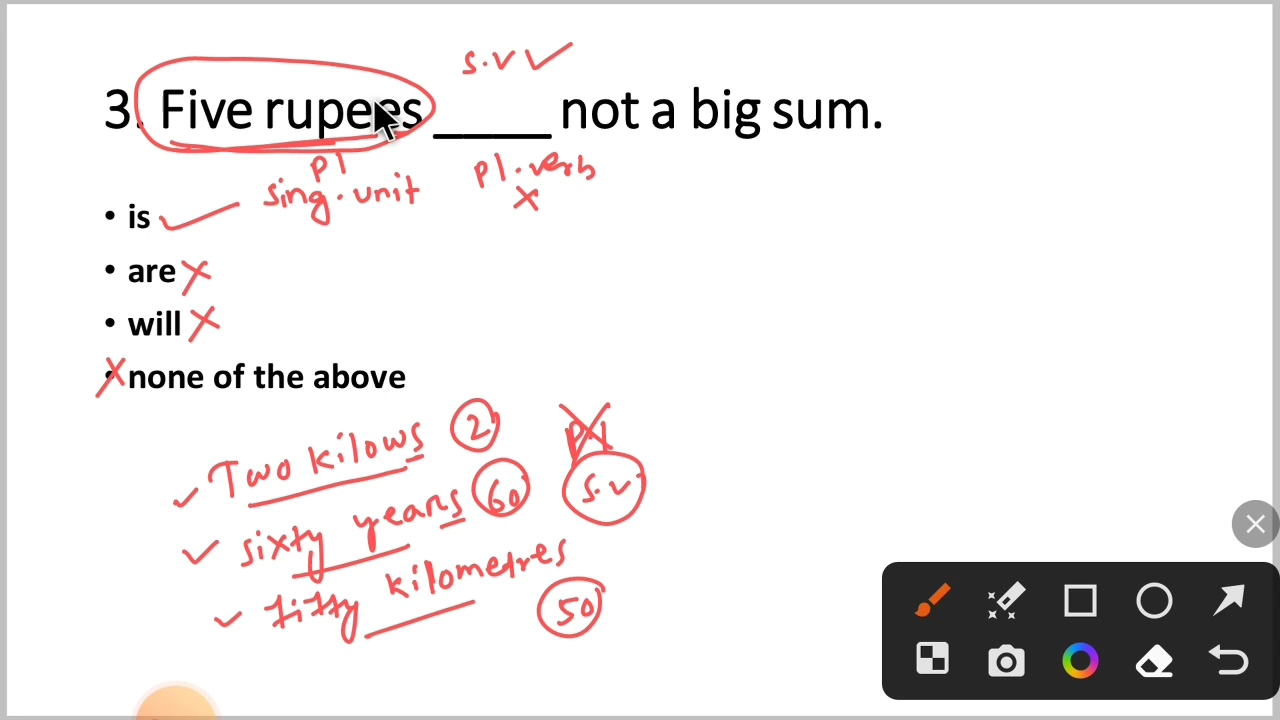 s.v ✓
3. Five rupees ____ not a big sum.
pl
sing. unit pl. verb
x
• is ✓
• are x
• will x
• none of the above
✓ Two kilows 2 pl
✓ sixty years 60 s.v
✓ fifty kilometres
50